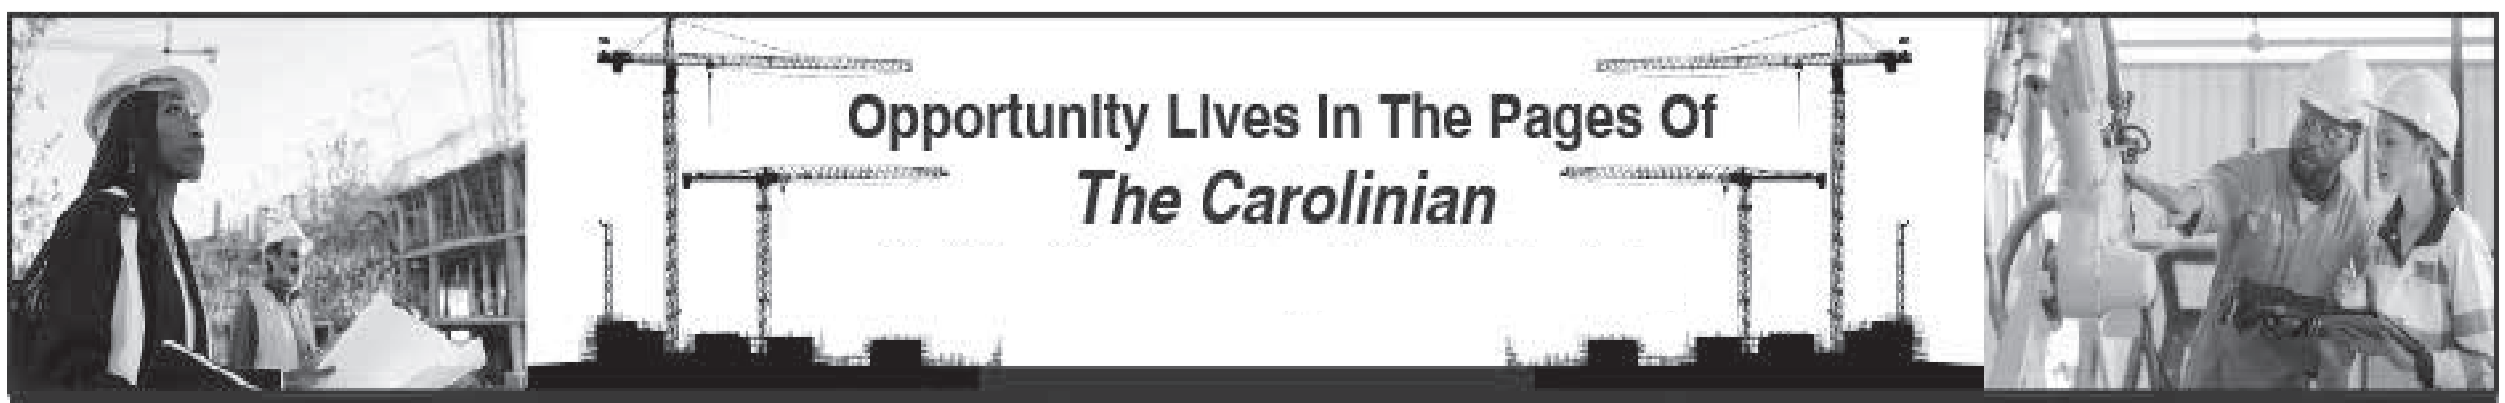 Opportunity Lives In The Pages Of
The Carolinian